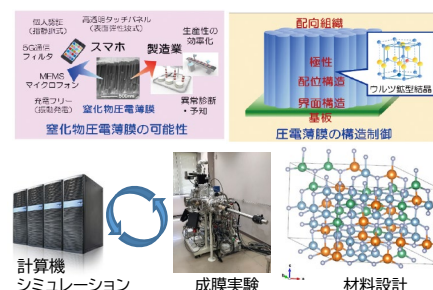 個人認証
(指静脈式)
高透明タッチパネル
(表面弾性波式)
生産性の
効率化
5G通信
フィルタ
スマホ
製造業
MEMS
マイクロフォン
充電フリー
(振動発電)
窒化物圧電薄膜
異常診断
・予知
窒化物圧電薄膜の可能性
配向組織
極性
配位構造
界面構造
基板
ウルツ鉱型結晶
圧電薄膜の構造制御
計算機
シミュレーション
成膜実験
材料設計